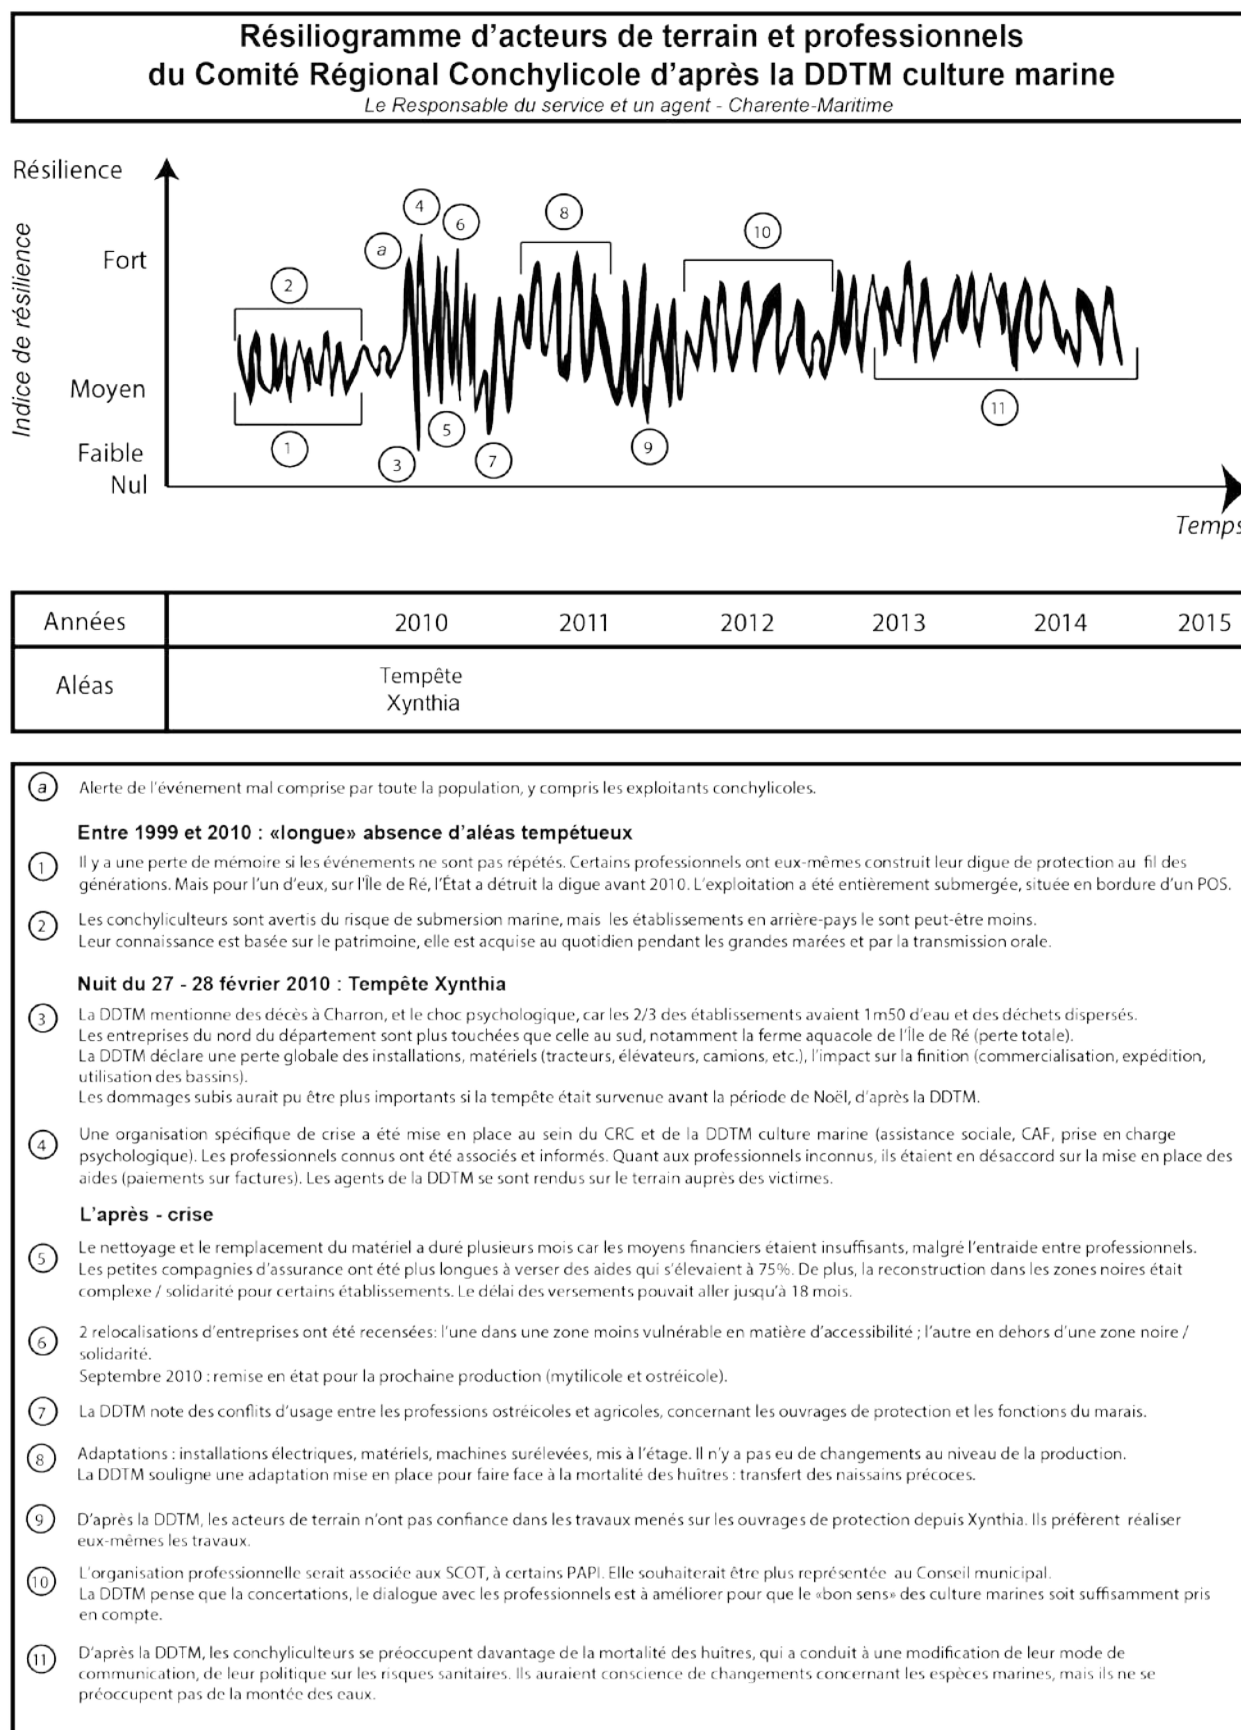 Résiliogramme d'acteurs de terrain et professionnels
du Comité Régional Conchylicole d'après la DDTM culture marine
Le Responsable du service et un agent - Charente-Maritime
Résilience
Indice de résilience
Fort
Moyen
Faible
Nul
a
4
6
8
10
2
1
3
5
7
9
11
Temps
Années 2010 2011 2012 2013 2014 2015
Aléas Tempête
Xynthia
a Alerte de l'événement mal comprise par toute la population, y compris les exploitants conchylicoles.
Entre 1999 et 2010 : «longue» absence d'aléas tempétueux
1 Il y a une perte de mémoire si les événements ne sont pas répétés. Certains professionnels ont eux-mêmes construit leur digue de protection au fil des
générations. Mais pour l'un d'eux, sur l'Île de Ré, l'État a détruit la digue avant 2010. L'exploitation a été entièrement submergée, située en bordure d'un POS.
2 Les conchyliculteurs sont avertis du risque de submersion marine, mais les établissements en arrière-pays le sont peut-être moins.
Leur connaissance est basée sur le patrimoine, elle est acquise au quotidien pendant les grandes marées et par la transmission orale.
Nuit du 27 - 28 février 2010 : Tempête Xynthia
3 La DDTM mentionne des décès à Charron, et le choc psychologique, car les 2/3 des établissements avaient 1m50 d'eau et des déchets dispersés.
Les entreprises du nord du département sont plus touchées que celle au sud, notamment la ferme aquacole de l'Île de Ré (perte totale).
La DDTM déclare une perte globale des installations, matériels (tracteurs, élévateurs, camions, etc.), l'impact sur la finition (commercialisation, expédition,
utilisation des bassins).
Les dommages subis aurait pu être plus importants si la tempête était survenue avant la période de Noël, d'après la DDTM.
4 Une organisation spécifique de crise a été mise en place au sein du CRC et de la DDTM culture marine (assistance sociale, CAF, prise en charge
psychologique). Les professionnels connus ont été associés et informés. Quant aux professionnels inconnus, ils étaient en désaccord sur la mise en place des
aides (paiements sur factures). Les agents de la DDTM se sont rendus sur le terrain auprès des victimes.
L'après - crise
5 Le nettoyage et le remplacement du matériel a duré plusieurs mois car les moyens financiers étaient insuffisants, malgré l'entraide entre professionnels.
Les petites compagnies d'assurance ont été plus longues à verser des aides qui s'élevaient à 75%. De plus, la reconstruction dans les zones noires était
complexe / solidarité pour certains établissements. Le délai des versements pouvait aller jusqu'à 18 mois.
6 2 relocalisations d'entreprises ont été recensées: l'une dans une zone moins vulnérable en matière d'accessibilité ; l'autre en dehors d'une zone noire /
solidarité.
Septembre 2010 : remise en état pour la prochaine production (mytilicole et ostréicole).
7 La DDTM note des conflits d'usage entre les professions ostréicoles et agricoles, concernant les ouvrages de protection et les fonctions du marais.
8 Adaptations : installations électriques, matériels, machines surélevées, mis à l'étage. Il n'y a pas eu de changements au niveau de la production.
La DDTM souligne une adaptation mise en place pour faire face à la mortalité des huîtres : transfert des naissains précoces.
9 D'après la DDTM, les acteurs de terrain n'ont pas confiance dans les travaux menés sur les ouvrages de protection depuis Xynthia. Ils préfèrent réaliser
eux-mêmes les travaux.
10 L'organisation professionnelle serait associée aux SCOT, à certains PAPI. Elle souhaiterait être plus représentée au Conseil municipal.
La DDTM pense que la concertations, le dialogue avec les professionnels est à améliorer pour que le «bon sens» des culture marines soit suffisamment pris
en compte.
11 D'après la DDTM, les conchyliculteurs se préoccupent davantage de la mortalité des huîtres, qui a conduit à une modification de leur mode de
communication, de leur politique sur les risques sanitaires. Ils auraient conscience de changements concernant les espèces marines, mais ils ne se
préoccupent pas de la montée des eaux.